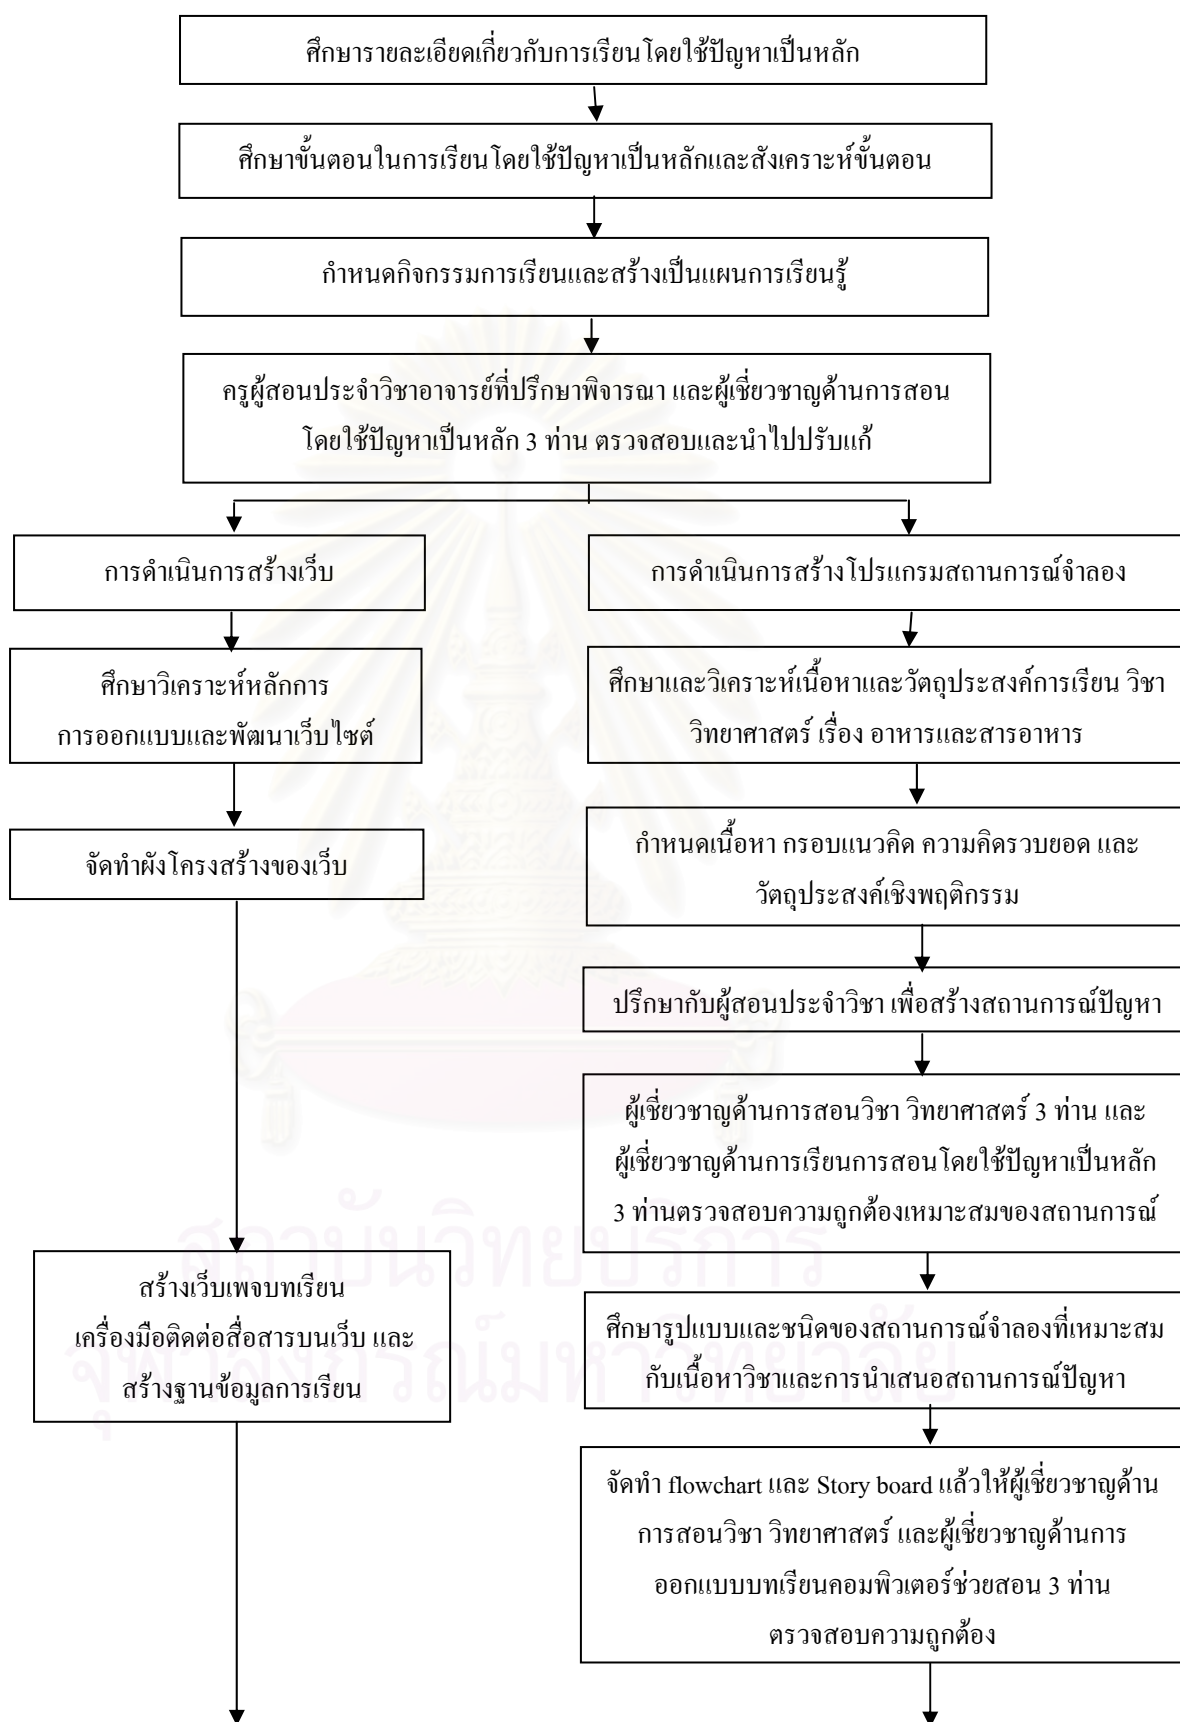 ศึกษารายละเอียดเกี่ยวกับการเรียนโดยใช้ปัญหาเป็นหลัก
ศึกษาขั้นตอนในการเรียนโดยใช้ปัญหาเป็นหลักและสังเคราะห์ขั้นตอน
กำหนดกิจกรรมการเรียนและสร้างเป็นแผนการเรียนรู้
ครูผู้สอนประจำวิชาอาจารย์ที่ปรึกษาพิจารณา และผู้เชี่ยวชาญด้านการสอน
โดยใช้ปัญหาเป็นหลัก 3 ท่าน ตรวจสอบและนำไปปรับแก้
การดำเนินการสร้างเว็บ
ศึกษาวิเคราะห์หลักการ
การออกแบบและพัฒนาเว็บไซต์
จัดทำผังโครงสร้างของเว็บ
สร้างเว็บเพจบทเรียน
เครื่องมือติดต่อสื่อสารบนเว็บ และ
สร้างฐานข้อมูลการเรียน
การดำเนินการสร้างโปรแกรมสถานการณ์จำลอง
ศึกษาและวิเคราะห์เนื้อหาและวัตถุประสงค์การเรียน วิชา
วิทยาศาสตร์ เรื่อง อาหารและสารอาหาร
กำหนดเนื้อหา กรอบแนวคิด ความคิดรวบยอด และ
วัตถุประสงค์เชิงพฤติกรรม
ปรึกษากับผู้สอนประจำวิชา เพื่อสร้างสถานการณ์ปัญหา
ผู้เชี่ยวชาญด้านการสอนวิชา วิทยาศาสตร์ 3 ท่าน และ
ผู้เชี่ยวชาญด้านการเรียนการสอนโดยใช้ปัญหาเป็นหลัก
3 ท่านตรวจสอบความถูกต้องเหมาะสมของสถานการณ์
ศึกษารูปแบบและชนิดของสถานการณ์จำลองที่เหมาะสม
กับเนื้อหาวิชาและการนำเสนอสถานการณ์ปัญหา
จัดทำ flowchart และ Story board แล้วให้ผู้เชี่ยวชาญด้าน
การสอนวิชา วิทยาศาสตร์ และผู้เชี่ยวชาญด้านการ
ออกแบบบทเรียนคอมพิวเตอร์ช่วยสอน 3 ท่าน
ตรวจสอบความถูกต้อง
สถาบันวิทยบริการ
จุฬาลงกรณ์มหาวิทยาลัย